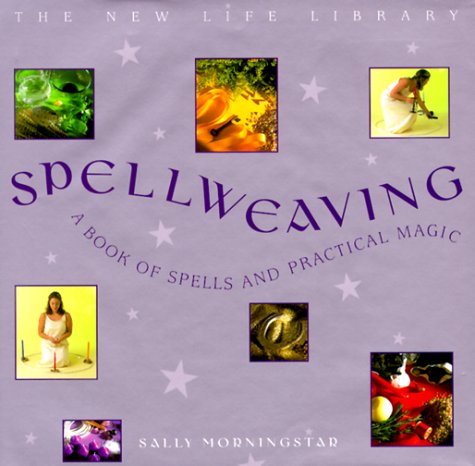 THE NEW LIFE LIBRARY
SPELLWEAVING
A BOOK OF SPELLS AND PRACTICAL MAGIC
SALLY MORNINGSTAR